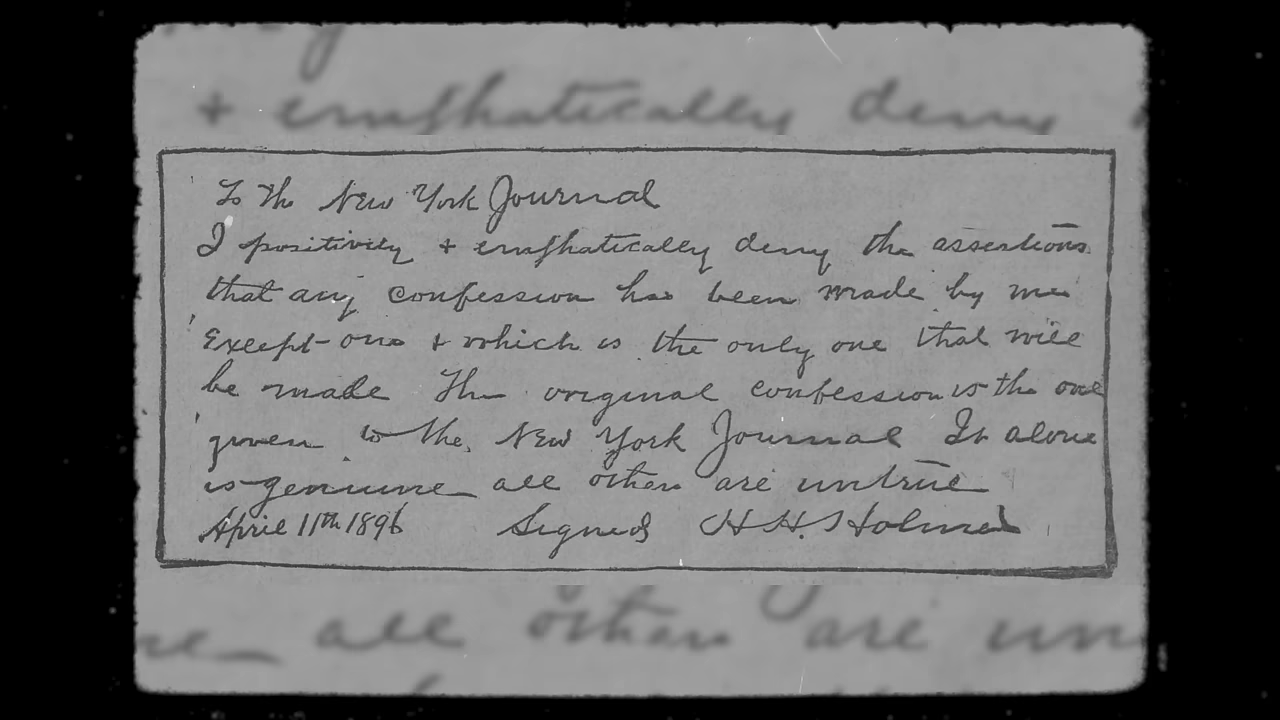 & emphatically deny
To the New York Journal
I positively & emphatically deny the assertions
that any confession has been made by me
Except one & which is the only one that will
be made The original confession is the one
given to the New York Journal It alone
is genuine all others are untrue
April 11th 1896 Signed H. H. Holmes
all others are un